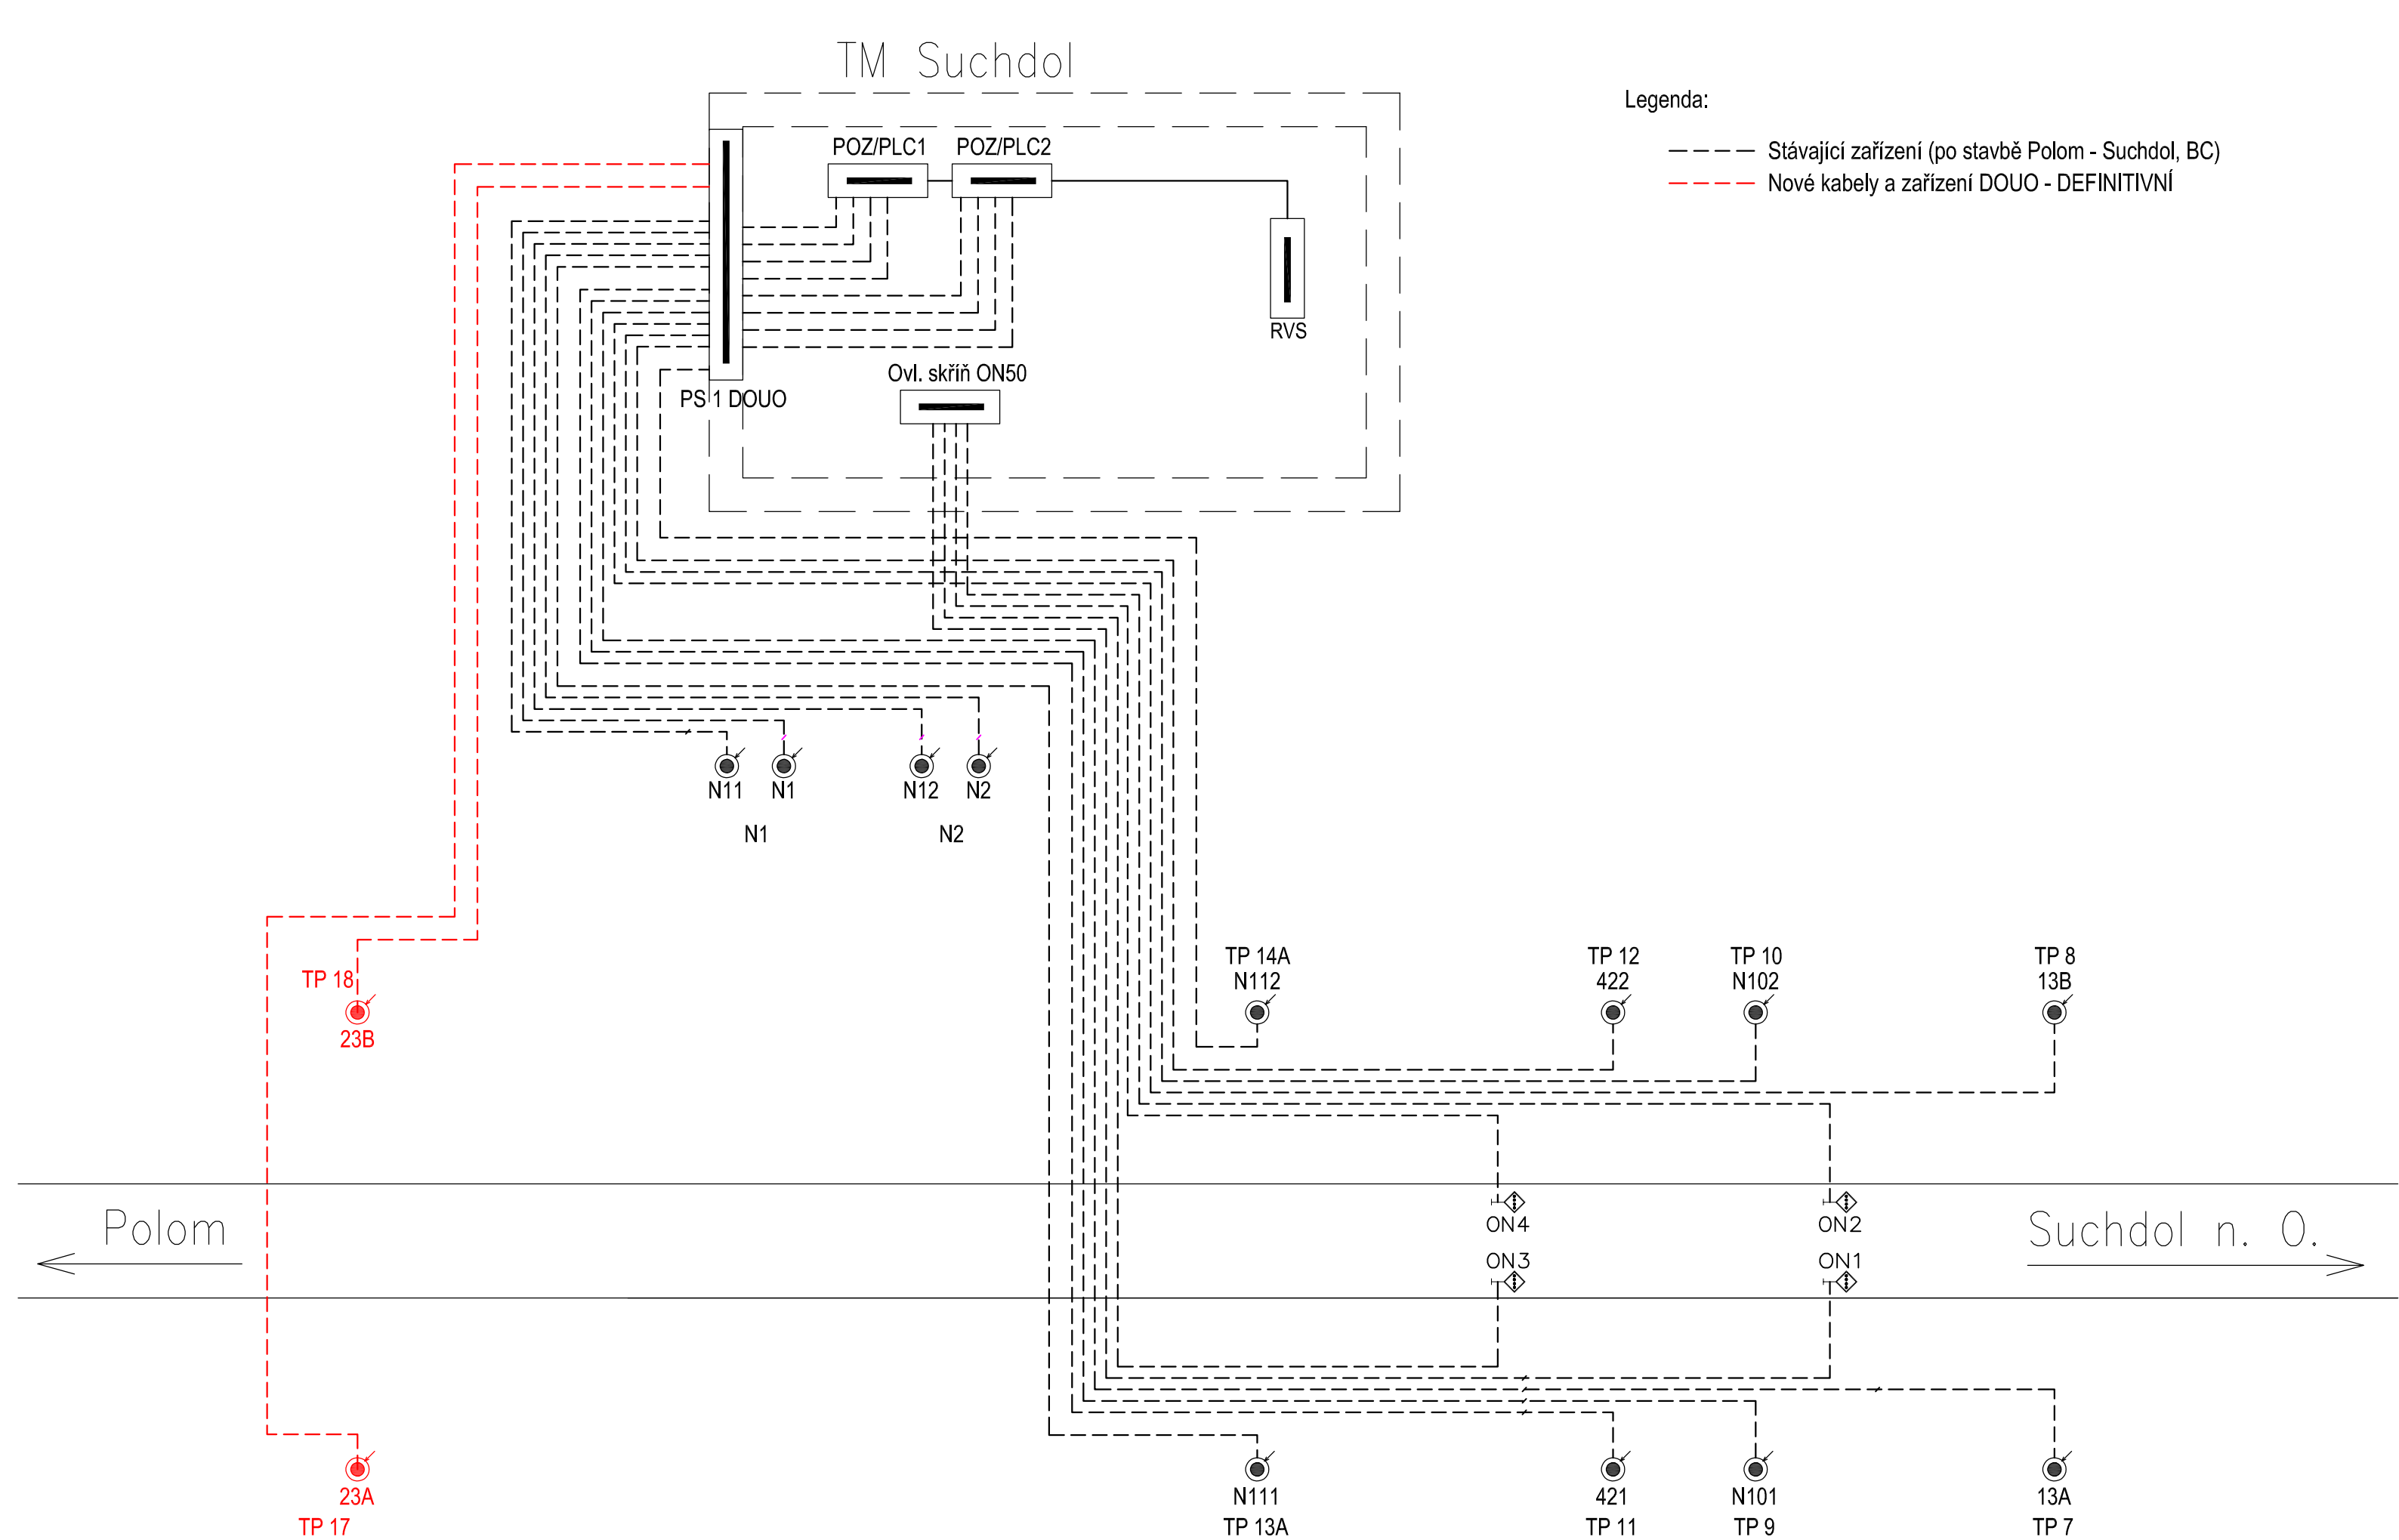 TM Suchdol
Legenda:
Stávající zařízení (po stavbě Polom - Suchdol, BC)
Nové kabely a zařízení DOUO - DEFINITIVNÍ
POZ/PLC1
POZ/PLC2
RVS
Ovl. skříň ON50
PS 1 DOUO
N11
N1
N12
N2
N1
N2
TP 18
23B
TP 14A
N112
TP 12
422
TP 10
N102
TP 8
13B
Polom
ON4
ON2
Suchdol n. O.
ON3
ON1
23A
TP 17
N111
TP 13A
421
TP 11
N101
TP 9
13A
TP 7